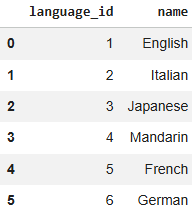 language_id name
0 1 English
1 2 Italian
2 3 Japanese
3 4 Mandarin
4 5 French
5 6 German